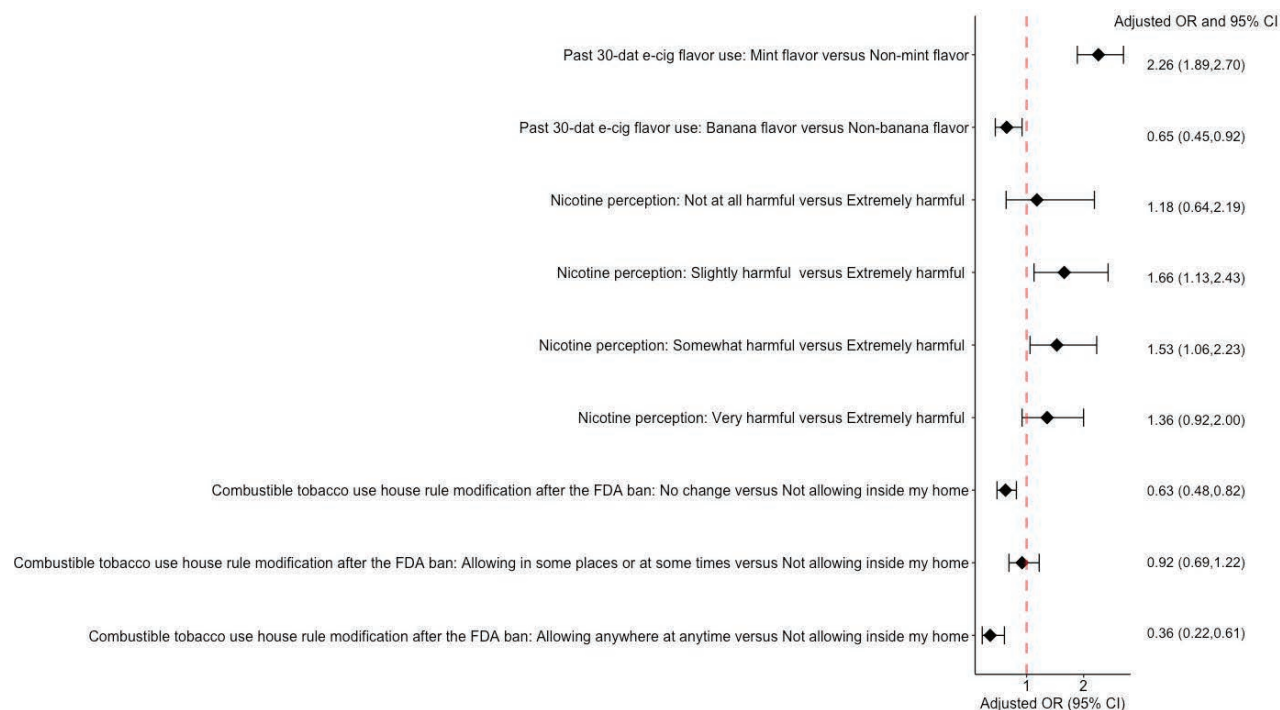 Adjusted OR and 95% CI
Past 30-dat e-cig flavor use: Mint flavor versus Non-mint flavor
2.26 (1.89,2.70)
Past 30-dat e-cig flavor use: Banana flavor versus Non-banana flavor
0.65 (0.45,0.92)
Nicotine perception: Not at all harmful versus Extremely harmful
1.18 (0.64,2.19)
Nicotine perception: Slightly harmful  versus Extremely harmful
1.66 (1.13,2.43)
Nicotine perception: Somewhat harmful versus Extremely harmful
1.53 (1.06,2.23)
Nicotine perception: Very harmful versus Extremely harmful
1.36 (0.92,2.00)
Combustible tobacco use house rule modification after the FDA ban: No change versus Not allowing inside my home
0.63 (0.48,0.82)
Combustible tobacco use house rule modification after the FDA ban: Allowing in some places or at some times versus Not allowing inside my home
0.92 (0.69,1.22)
Combustible tobacco use house rule modification after the FDA ban: Allowing anywhere at anytime versus Not allowing inside my home
0.36 (0.22,0.61)
1 2
Adjusted OR (95% CI)